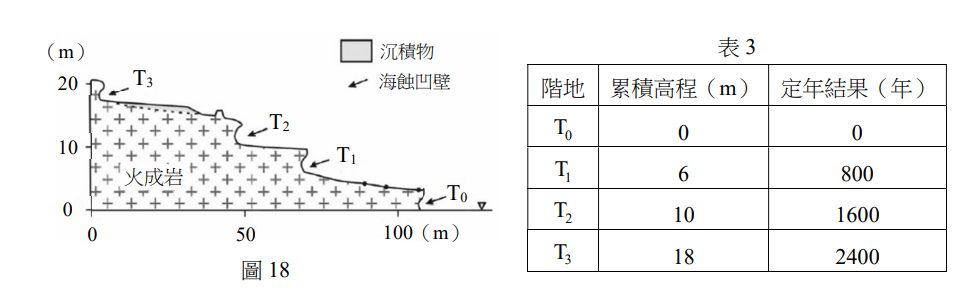 （m）
沉積物
海蝕凹壁
20
T3
T2
10
T1
火成岩
T0
0
0
50
100（m）
圖 18
表 3
階地 累積高程（m） 定年結果（年）
T0 0 0
T1 6 800
T2 10 1600
T3 18 2400